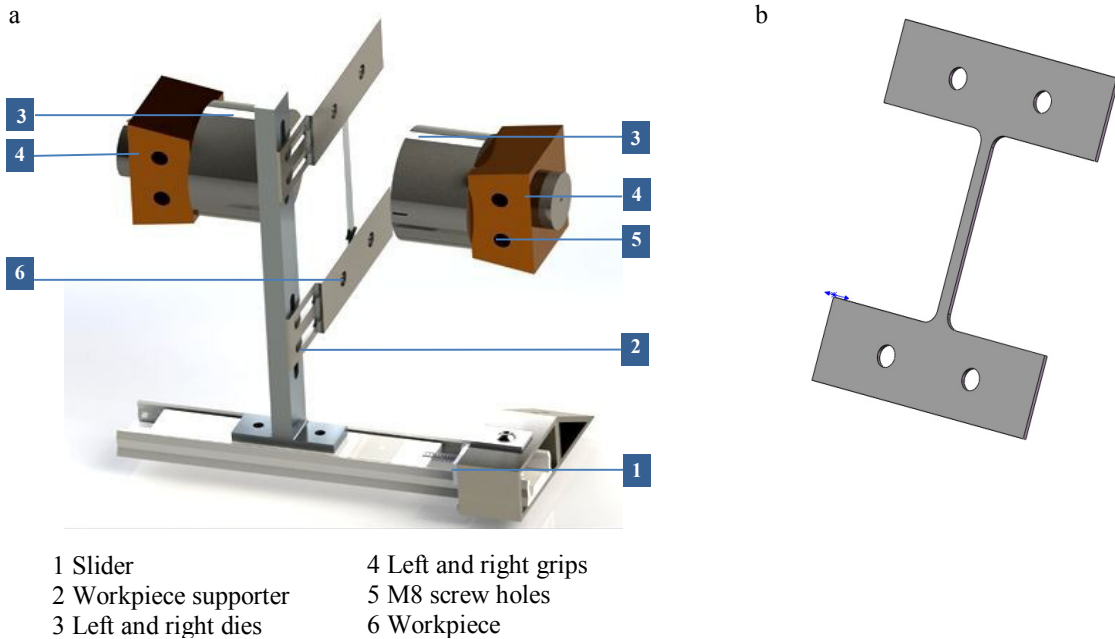 a
b
3
4
3
4
5
6
2
1
1 Slider
2 Workpiece supporter
3 Left and right dies
4 Left and right grips
5 M8 screw holes
6 Workpiece